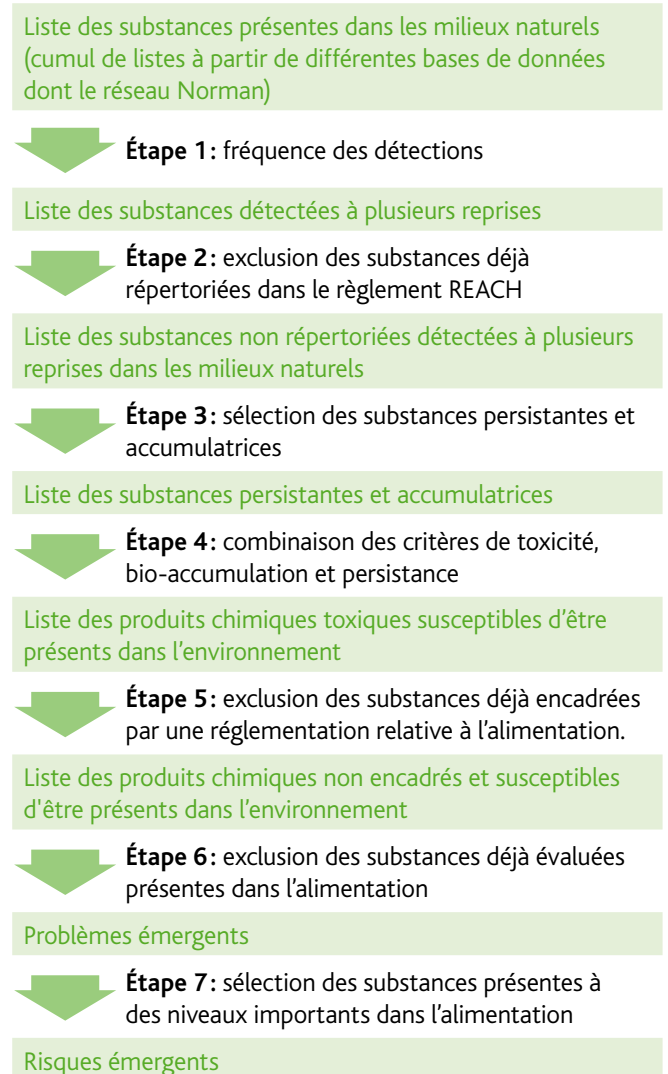 Liste des substances présentes dans les milieux naturels
(cumul de listes à partir de différentes bases de données
dont le réseau Norman)
Étape 1: fréquence des détections
Liste des substances détectées à plusieurs reprises
Étape 2: exclusion des substances déjà
répertoriées dans le règlement REACH
Liste des substances non répertoriées détectées à plusieurs
reprises dans les milieux naturels
Étape 3: sélection des substances persistantes et
accumulatrices
Liste des substances persistantes et accumulatrices
Étape 4: combinaison des critères de toxicité,
bio-accumulation et persistance
Liste des produits chimiques toxiques susceptibles d’être
présents dans l’environnement
Étape 5: exclusion des substances déjà encadrées
par une réglementation relative à l’alimentation.
Liste des produits chimiques non encadrés et susceptibles
d'être présents dans l’environnement
Étape 6: exclusion des substances déjà évaluées
présentes dans l’alimentation
Problèmes émergents
Étape 7: sélection des substances présentes à
des niveaux importants dans l’alimentation
Risques émergents